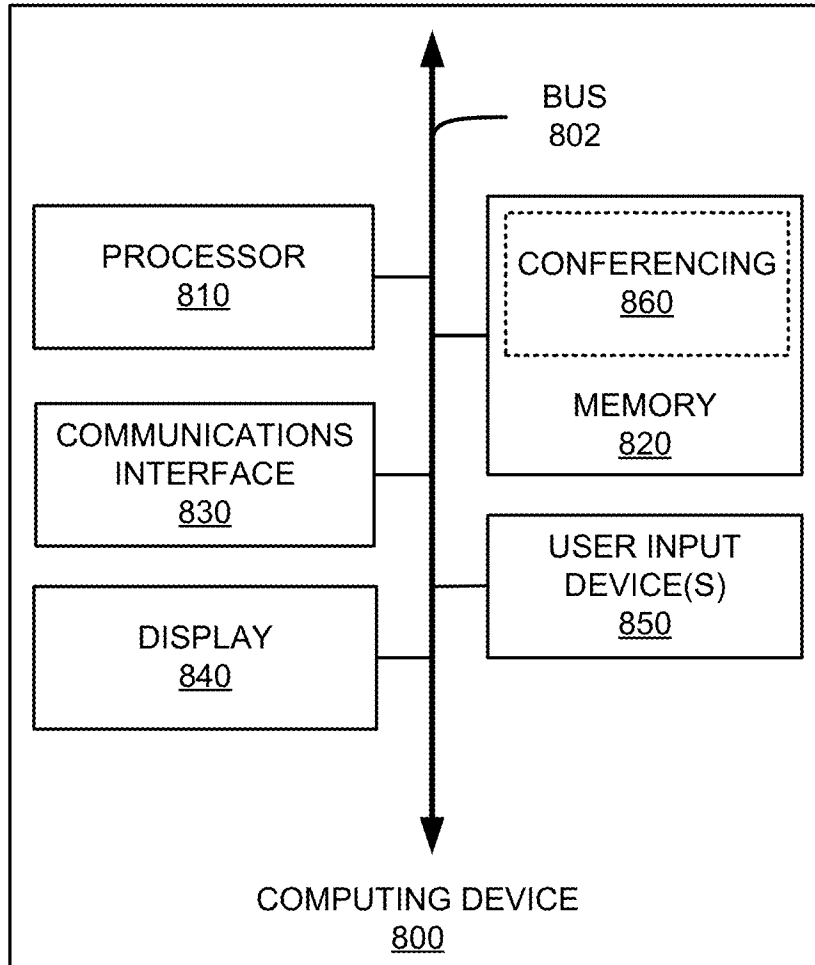 BUS
802
PROCESSOR
810
CONFERENCING
860
MEMORY
820
COMMUNICATIONS
INTERFACE
830
USER INPUT
DEVICE(S)
850
DISPLAY
840
COMPUTING DEVICE
800